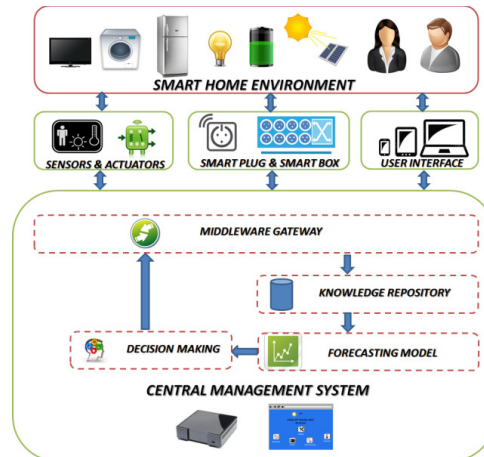 SMART HOME ENVIRONMENT
SENSORS & ACTUATORS
SMART PLUG & SMART BOX
USER INTERFACE
MIDDLEWARE GATEWAY
KNOWLEDGE REPOSITORY
DECISION MAKING
FORECASTING MODEL
CENTRAL MANAGEMENT SYSTEM